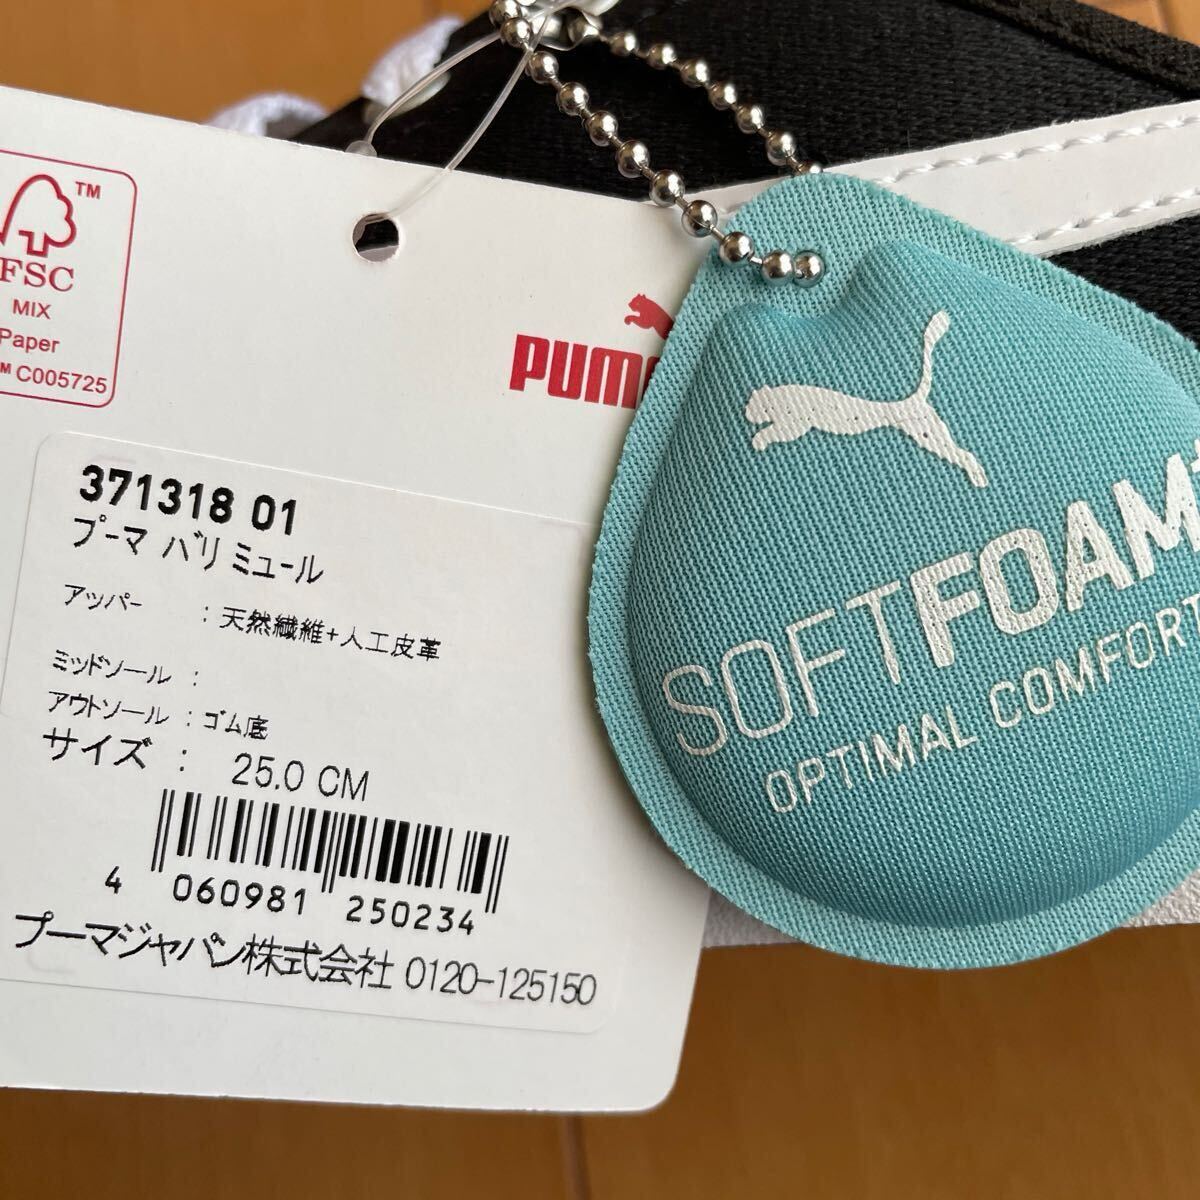 TM
FSC
MIX
Paper
™ C005725
PUMA
371318 01
プーマ バリ ミュール
アッパー : 天然繊維+人工皮革
ミッドソール :
アウトソール : ゴム底
サイズ : 25.0 CM
4 060981 250234
プーマジャパン株式会社 0120-125150
SOFTFOAM+
OPTIMAL COMFORT